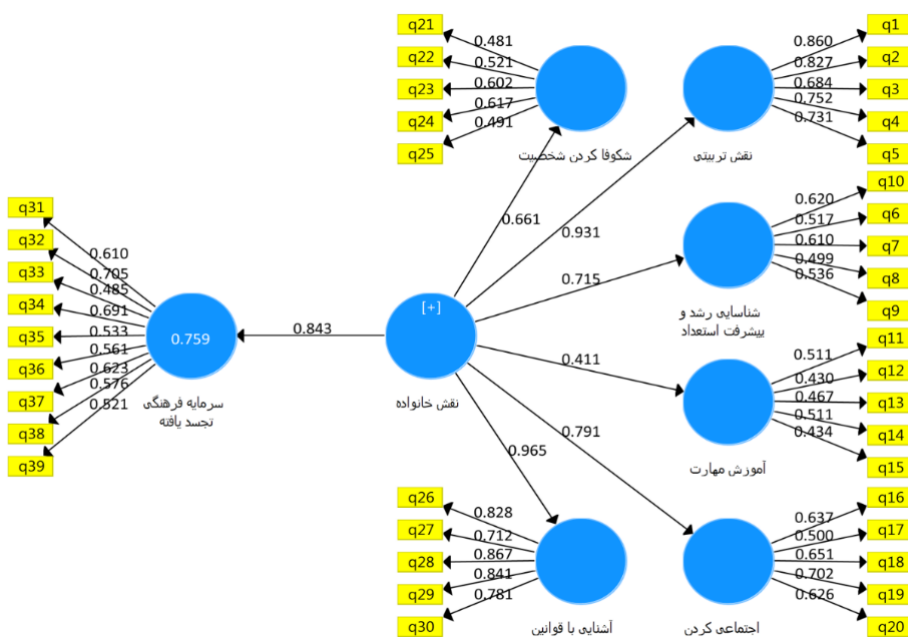 q21
q22
q23
q24
q25
0.481
0.521
0.602
0.617
0.491
شکوفا کردن شخصیت
q1
q2
q3
q4
q5
0.860
0.827
0.684
0.752
0.731
نقش تربیتی
q31
q32
q33
q34
q35
q36
q37
q38
q39
0.610
0.705
0.485
0.691
0.533
0.561
0.623
0.576
0.521
0.759
سرمایه فرهنگی
تجسد یافته
0.843
[+]
نقش خانواده
0.661
0.931
0.715
0.411
0.791
0.965
q10
q6
q7
q8
q9
0.620
0.517
0.610
0.499
0.536
شناسایی رشد و
پیشرفت استعداد
q11
q12
q13
q14
q15
0.511
0.430
0.467
0.511
0.434
آموزش مهارت
q26
q27
q28
q29
q30
0.828
0.712
0.867
0.841
0.781
آشنایی با قوانین
q16
q17
q18
q19
q20
0.637
0.500
0.651
0.702
0.626
اجتماعی کردن